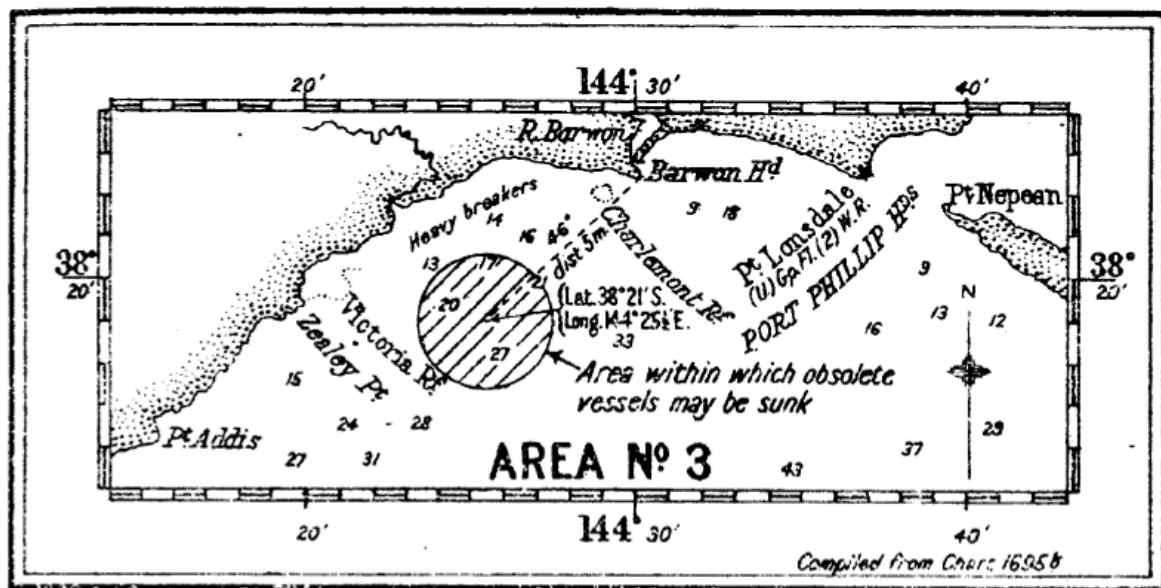 20' 144° 30' 40'
R. Barwon
Barwon Hd
Pt Nepean
Heavy breakers
14
9 18
16 46°
dist 5m.
Charlemont Rf
Pt Lonsdale
(U) Gp. Fl. (2) W.R.
PORT PHILLIP HDS
38° 20'
38° 20'
13 17
9
20
{Lat. 38°21' S.
{Long. 144°25½ E.
33
N
13 12
16
Victoria Rf.
Zealey Pt.
27
Area within which obsolete
vessels may be sunk
15
24 28
Pt Addis
27 31
AREA No 3
43
37
29
20' 144° 30' 40'
Compiled from Chart 1695b